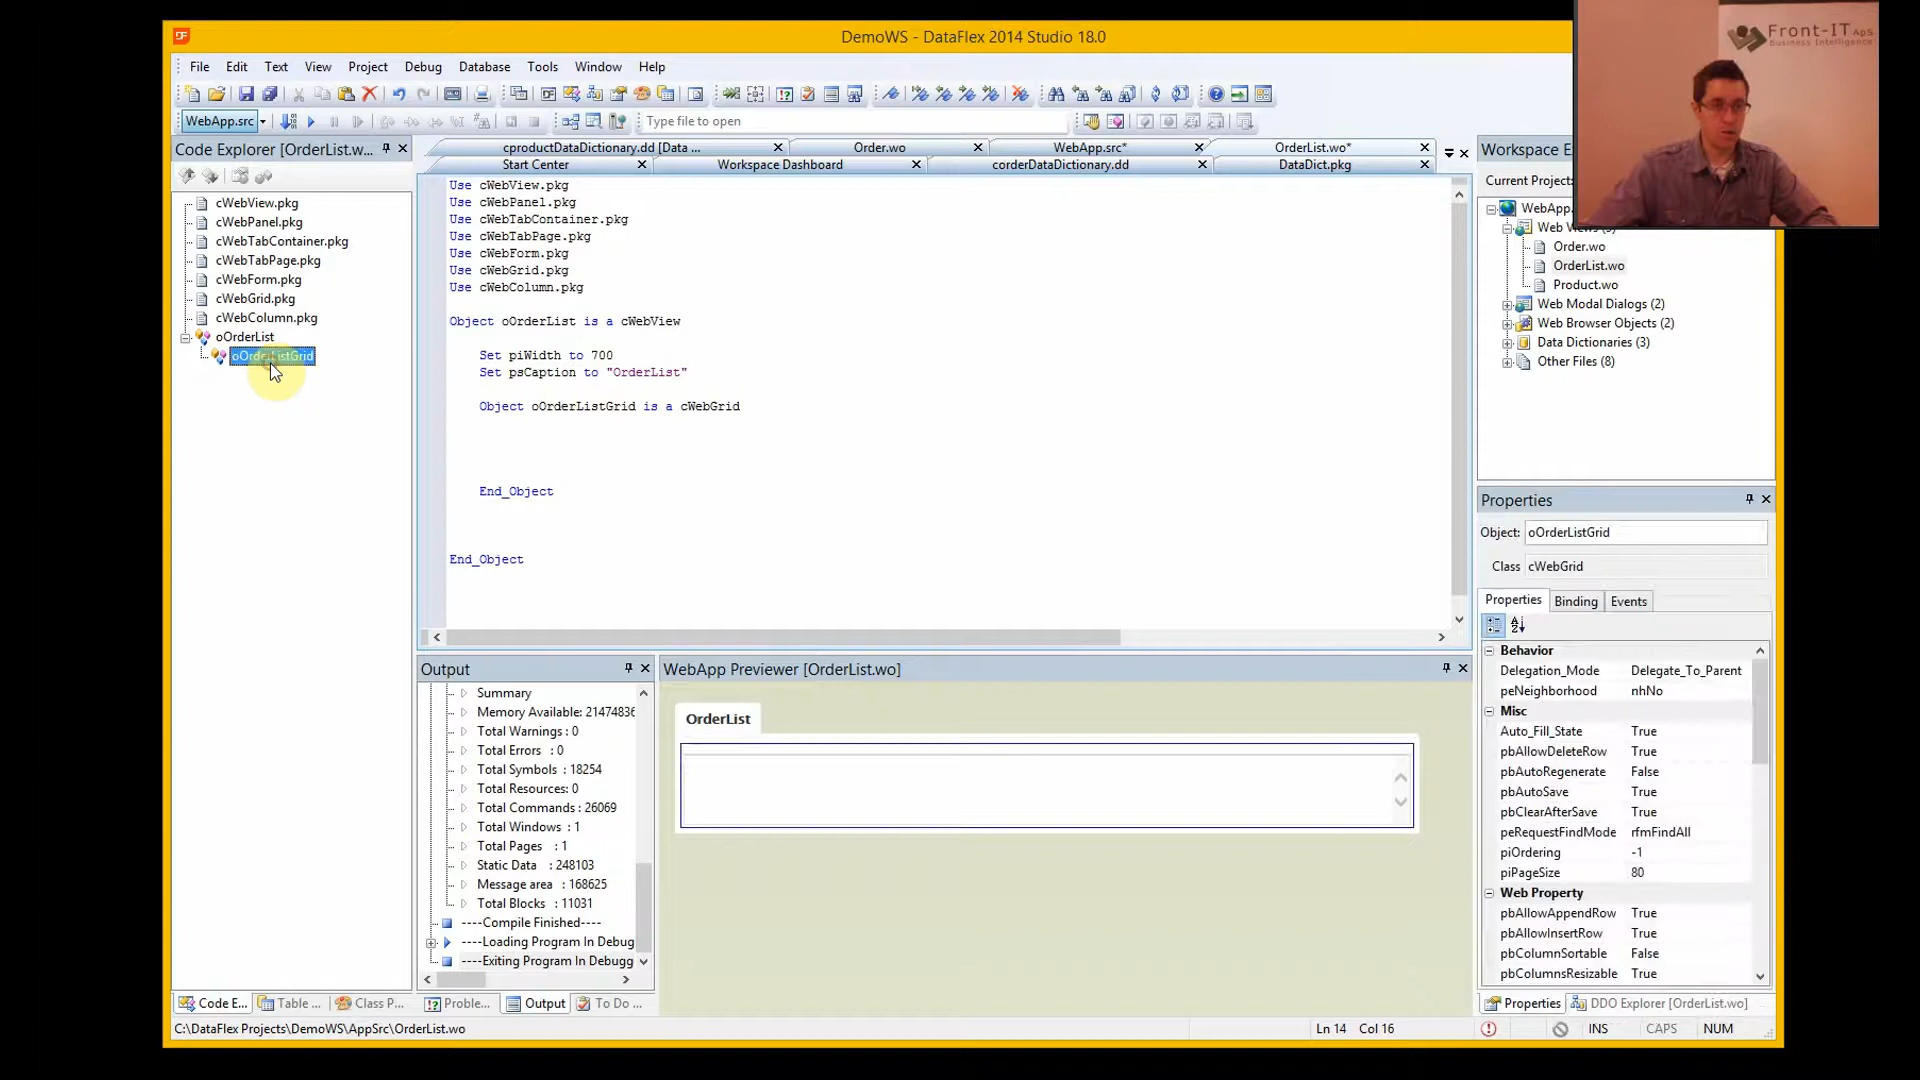 DemoWS - DataFlex 2014 Studio 18.0
Front-IT Aps
Business Intelligence
File Edit Text View Project Debug Database Tools Window Help
WebApp.src
Type file to open
Code Explorer [OrderList.w...
cWebView.pkg
cWebPanel.pkg
cWebTabContainer.pkg
cWebTabPage.pkg
cWebForm.pkg
cWebGrid.pkg
cWebColumn.pkg
oOrderList
oOrderListGrid
cproductDataDictionary.dd [Data ... Order.wo WebApp.src* OrderList.wo*
Start Center Workspace Dashboard corderDataDictionary.dd DataDict.pkg
Use cWebView.pkg
Use cWebPanel.pkg
Use cWebTabContainer.pkg
Use cWebTabPage.pkg
Use cWebForm.pkg
Use cWebGrid.pkg
Use cWebColumn.pkg
Object oOrderList is a cWebView
Set piWidth to 700
Set psCaption to "OrderList"
Object oOrderListGrid is a cWebGrid
End_Object
End_Object
Workspace E
Current Project:
WebApp.
Order.wo
OrderList.wo
Product.wo
Web Modal Dialogs (2)
Web Browser Objects (2)
Data Dictionaries (3)
Other Files (8)
Properties
Object: oOrderListGrid
Class cWebGrid
Properties Binding Events
Behavior
Delegation_Mode Delegate_To_Parent
peNeighborhood nhNo
Misc
Auto_Fill_State True
pbAllowDeleteRow True
pbAutoRegenerate False
pbAutoSave True
pbClearAfterSave True
peRequestFindMode rfmFindAll
piOrdering -1
piPageSize 80
Web Property
pbAllowAppendRow True
pbAllowInsertRow True
pbColumnSortable False
pbColumnsResizable True
Properties DDO Explorer [OrderList.wo]
Output
Summary
Memory Available: 21474836
Total Warnings: 0
Total Errors : 0
Total Symbols : 18254
Total Resources: 0
Total Commands : 26069
Total Windows : 1
Total Pages : 1
Static Data : 248103
Message area : 168625
Total Blocks : 11031
----Compile Finished----
----Loading Program In Debug
----Exiting Program In Debugg
WebApp Previewer [OrderList.wo]
OrderList
Code E... Table ... Class P... Proble... Output To Do ...
C:\DataFlex Projects\DemoWS\AppSrc\OrderList.wo
Ln 14 Col 16 INS CAPS NUM